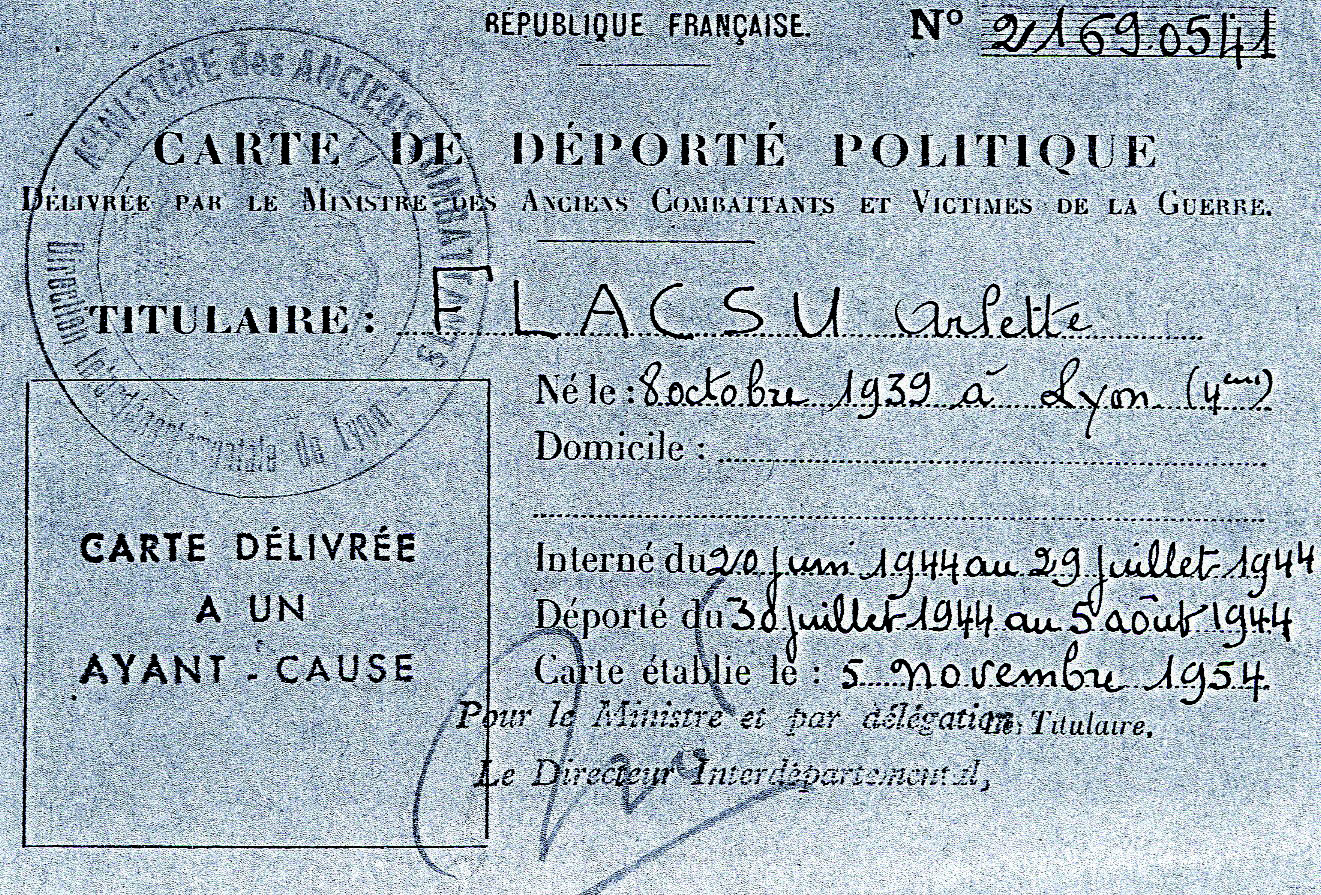 RÉPUBLIQUE FRANÇAISE.
N° 2169.0541
CARTE DE DÉPORTÉ POLITIQUE
DÉLIVRÉE PAR LE MINISTRE DES ANCIENS COMBATTANTS ET VICTIMES DE LA GUERRE.
MINISTÈRE des ANCIENS COMBATTANTS
Direction Interdépartementale de Lyon
TITULAIRE : FLACSU Arlette
Né le : 8 octobre 1939 à Lyon (4eme)
Domicile :
Interné du 20 juin 1944 au 29 juillet 1944
Déporté du 30 juillet 1944 au 5 août 1944
Carte établie le : 5 novembre 1954.
CARTE DÉLIVRÉE
A UN
AYANT - CAUSE
Pour le Ministre et par délégation
Le Titulaire.
Le Directeur Interdépartemental,